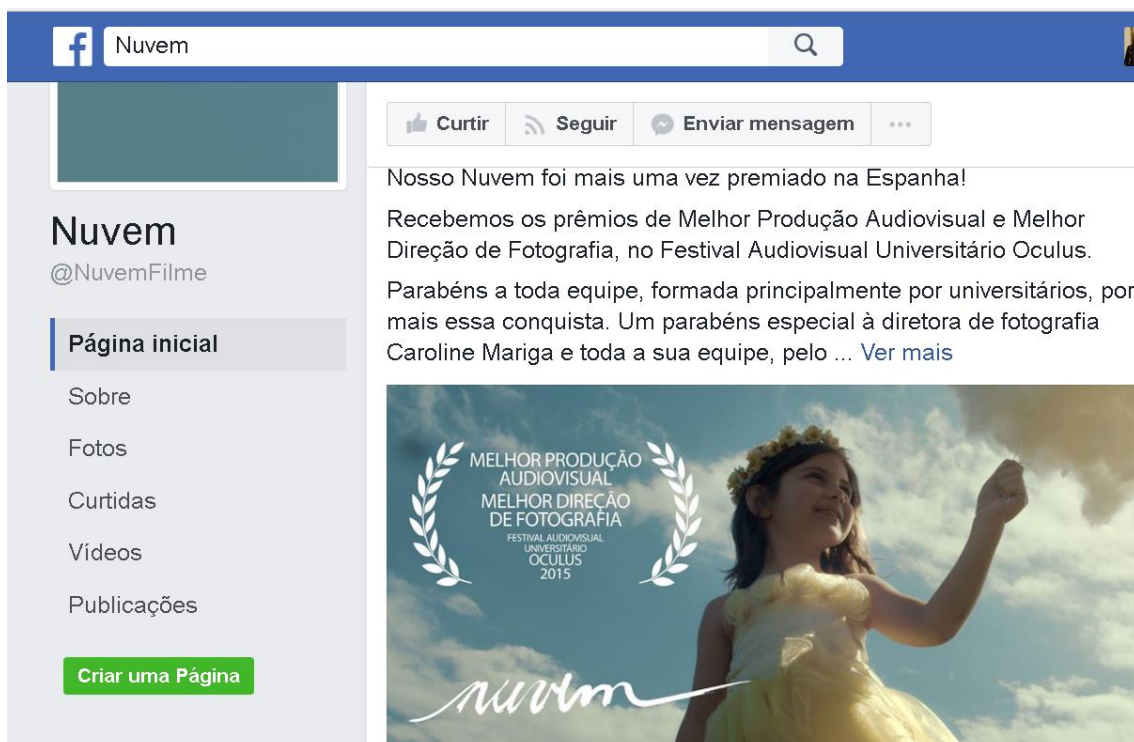 f
Nuvem
Curtir
Seguir
Enviar mensagem
...
Nuvem
@NuvemFilme
Página inicial
Sobre
Fotos
Curtidas
Vídeos
Publicações
Criar uma Página
Nosso Nuvem foi mais uma vez premiado na Espanha!
Recebemos os prêmios de Melhor Produção Audiovisual e Melhor
Direção de Fotografia, no Festival Audiovisual Universitário Oculus.
Parabéns a toda equipe, formada principalmente por universitários, por
mais essa conquista. Um parabéns especial à diretora de fotografia
Caroline Mariga e toda a sua equipe, pelo ... Ver mais
MELHOR PRODUÇÃO
AUDIOVISUAL
MELHOR DIREÇÃO
DE FOTOGRAFIA
FESTIVAL AUDIOVISUAL
UNIVERSITÁRIO
OCULUS
2015
nuvem